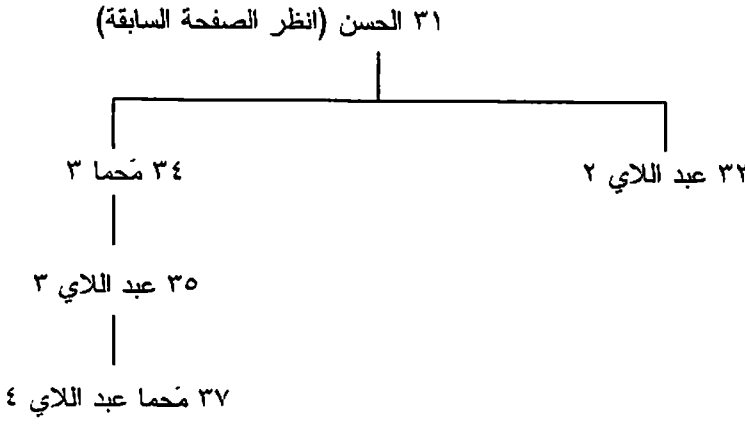 ٣١ الحسن (انظر الصفحة السابقة)
٣٢ عبد اللاي ٢
٣٤ مَحما ٣
٣٥ عبد اللاي ٣
٣٧ مَحما عبد اللاي ٤